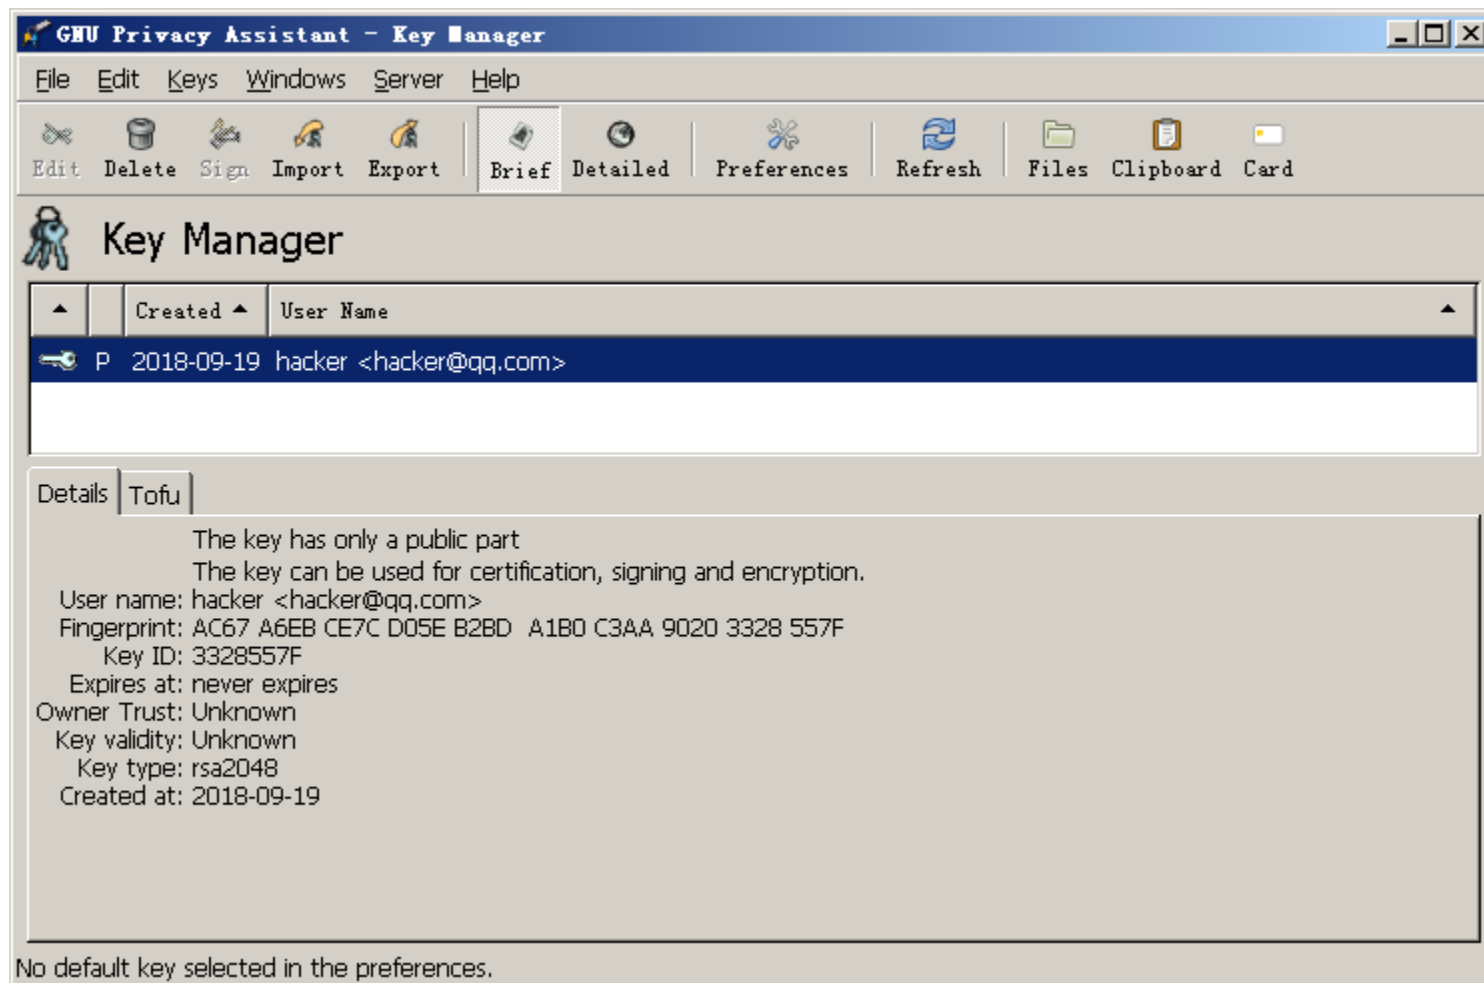 GNU Privacy Assistant - Key Manager
File Edit Keys Windows Server Help
Edit Delete Sign Import Export Brief Detailed Preferences Refresh Files Clipboard Card
Key Manager
Created User Name
P 2018-09-19 hacker <hacker@qq.com>
Details Tofu
The key has only a public part
The key can be used for certification, signing and encryption.
User name: hacker <hacker@qq.com>
Fingerprint: AC67 A6EB CE7C D05E B2BD  A1B0 C3AA 9020 3328 557F
Key ID: 3328557F
Expires at: never expires
Owner Trust: Unknown
Key validity: Unknown
Key type: rsa2048
Created at: 2018-09-19
No default key selected in the preferences.